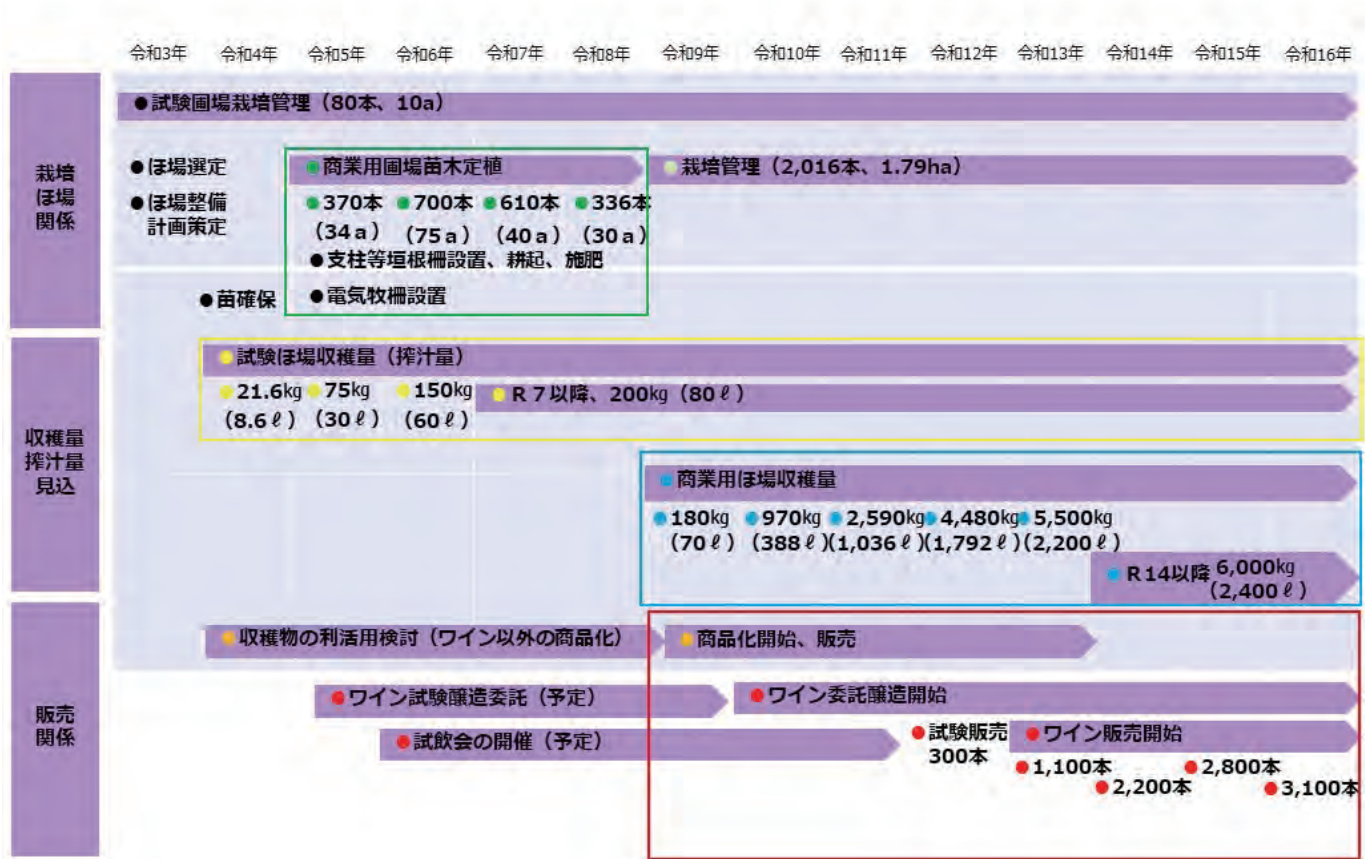 令和3年 令和4年 令和5年 令和6年 令和7年 令和8年 令和9年 令和10年 令和11年 令和12年 令和13年 令和14年 令和15年 令和16年
栽培
ほ場
関係
●試験圃場栽培管理（80本、10a）
●ほ場選定
●ほ場整備
計画策定
●商業用圃場苗木定植
●370本 ●700本 ●610本 ●336本
（34a） （75a） （40a） （30a）
●支柱等垣根柵設置、耕起、施肥
●苗確保
●電気牧柵設置
●栽培管理（2,016本、1.79ha）
収穫量
搾汁量
見込
●試験ほ場収穫量（搾汁量）
●21.6kg ●75kg ●150kg ●R7以降、200kg（80ℓ）
（8.6ℓ） （30ℓ） （60ℓ）
●商業用ほ場収穫量
●180kg ●970kg ●2,590kg ●4,480kg ●5,500kg
（70ℓ） （388ℓ） （1,036ℓ） （1,792ℓ） （2,200ℓ）
●R14以降 6,000kg
（2,400ℓ）
販売
関係
●収穫物の利活用検討（ワイン以外の商品化） ●商品化開始、販売
●ワイン試験醸造委託（予定） ●ワイン委託醸造開始
●試飲会の開催（予定）
●試験販売
300本
●ワイン販売開始
●1,100本
●2,200本
●2,800本
●3,100本